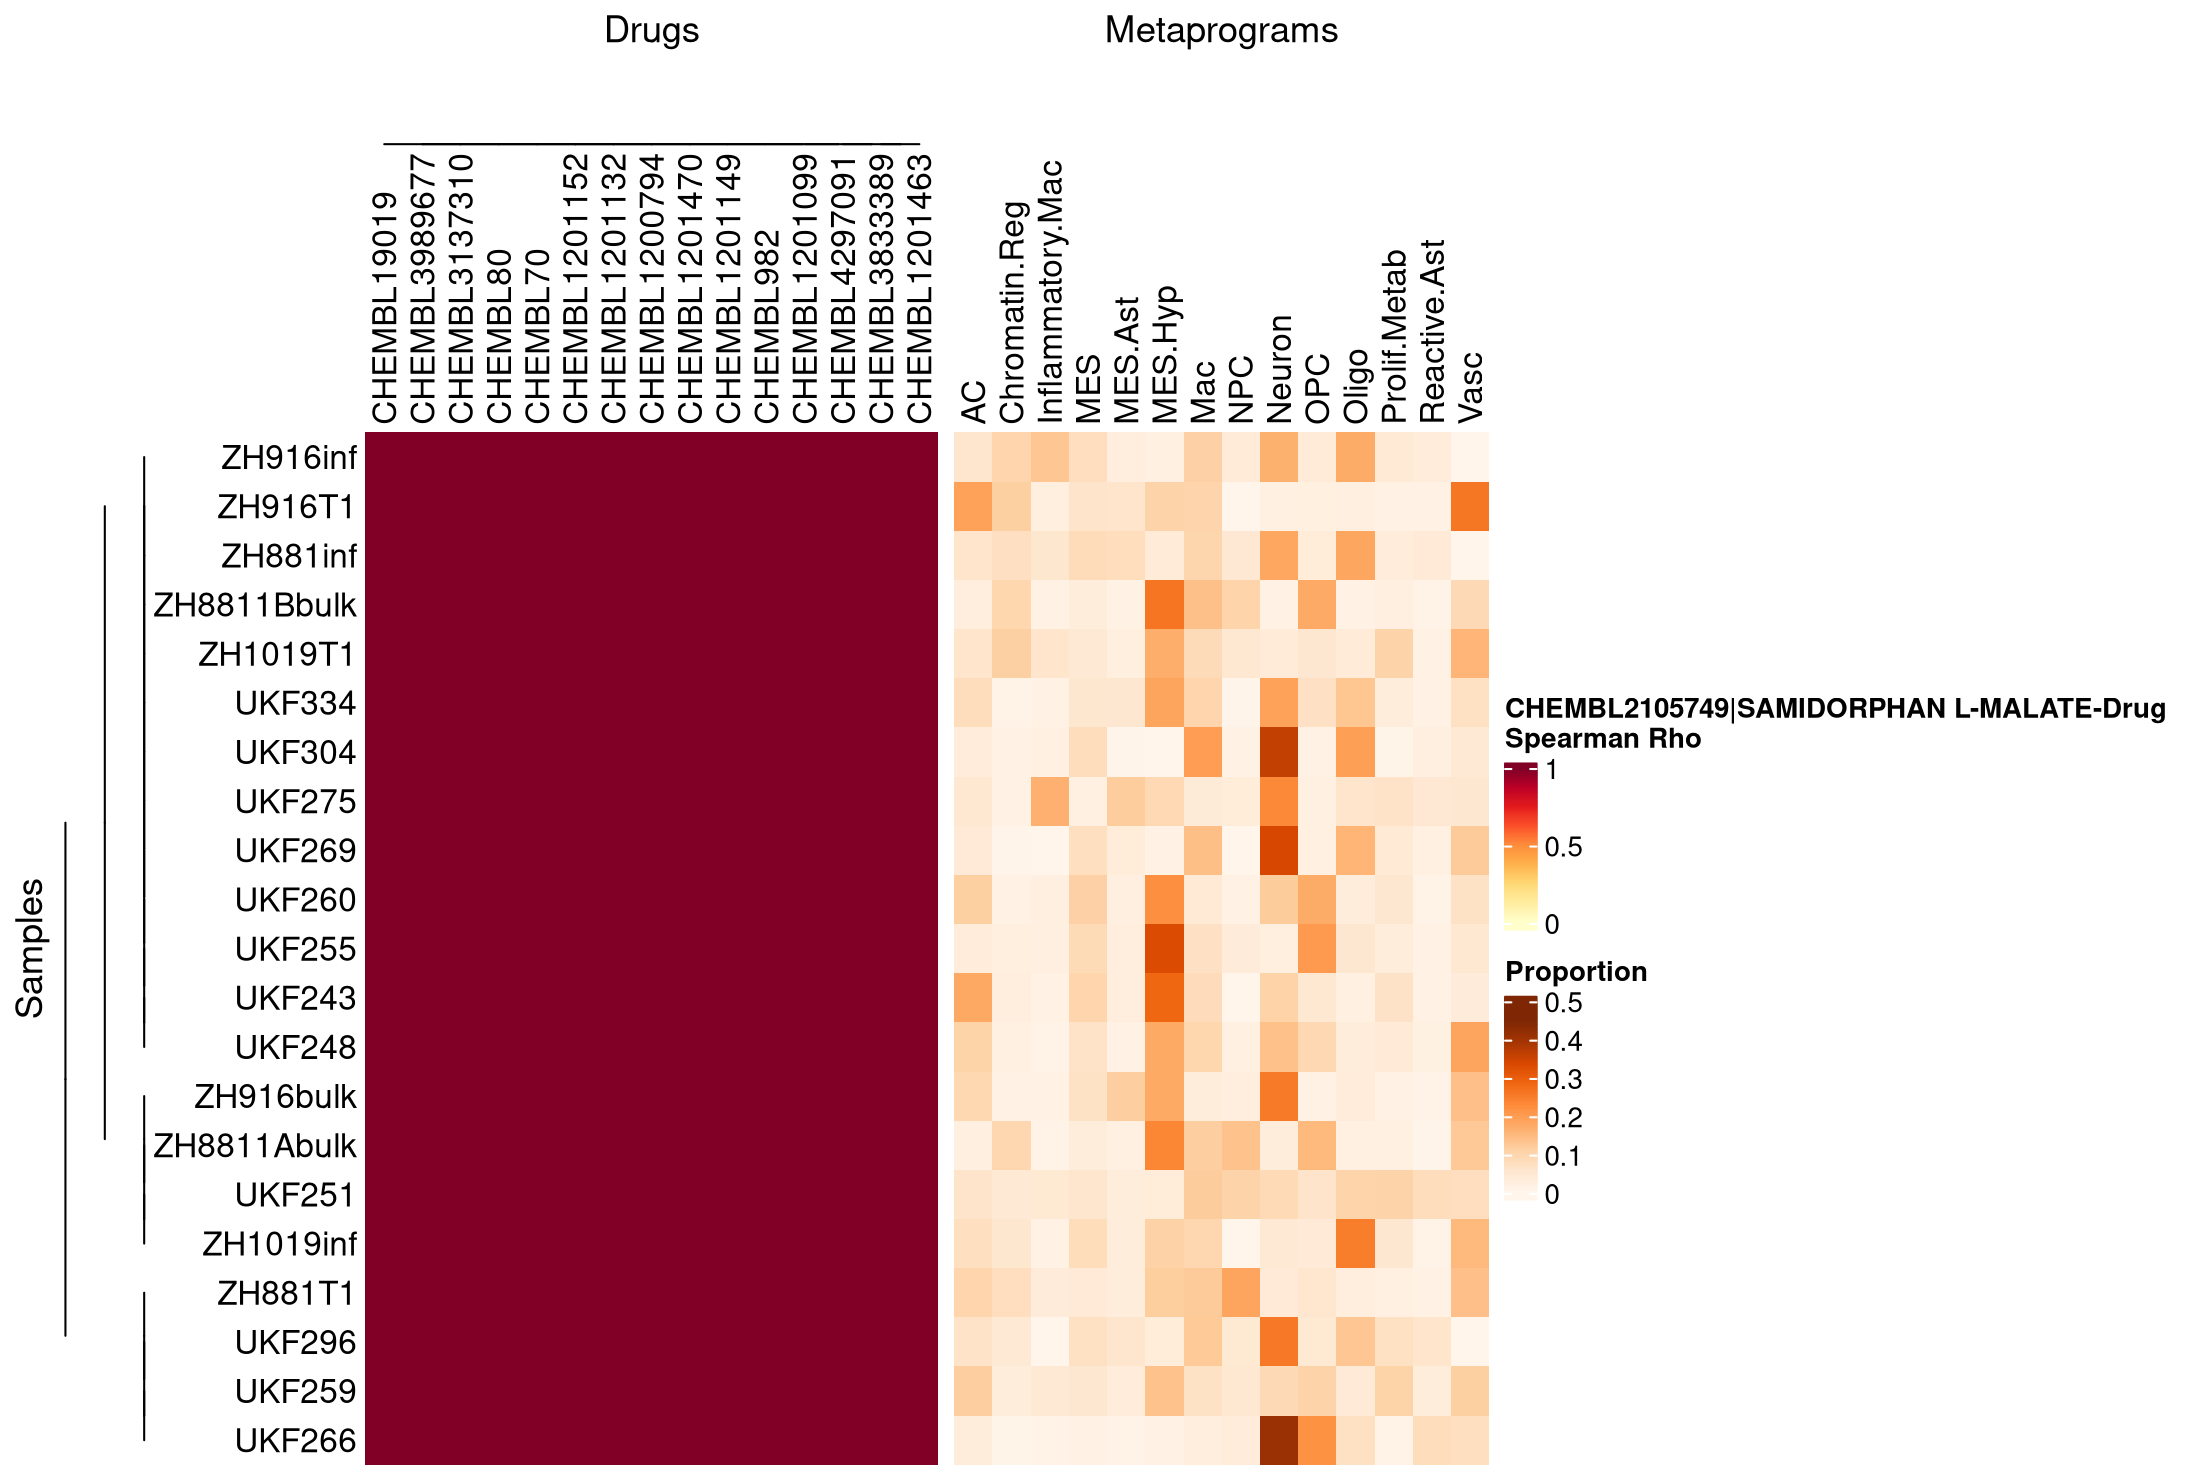 Drugs
Metaprograms
CHEMBL19019
CHEMBL3989677
CHEMBL3137310
CHEMBL80
CHEMBL70
CHEMBL1201152
CHEMBL1201132
CHEMBL1200794
CHEMBL1201470
CHEMBL1201149
CHEMBL982
CHEMBL1201099
CHEMBL4297091
CHEMBL3833389
CHEMBL1201463
AC
Chromatin.Reg
Inflammatory.Mac
MES
MES.Ast
MES.Hyp
Mac
NPC
Neuron
OPC
Oligo
Prolif.Metab
Reactive.Ast
Vasc
Samples
ZH916inf
ZH916T1
ZH881inf
ZH8811Bbulk
ZH1019T1
UKF334
UKF304
UKF275
UKF269
UKF260
UKF255
UKF243
UKF248
ZH916bulk
ZH8811Abulk
UKF251
ZH1019inf
ZH881T1
UKF296
UKF259
UKF266
CHEMBL2105749|SAMIDORPHAN L-MALATE-Drug
Spearman Rho
1
0.5
0
Proportion
0.5
0.4
0.3
0.2
0.1
0